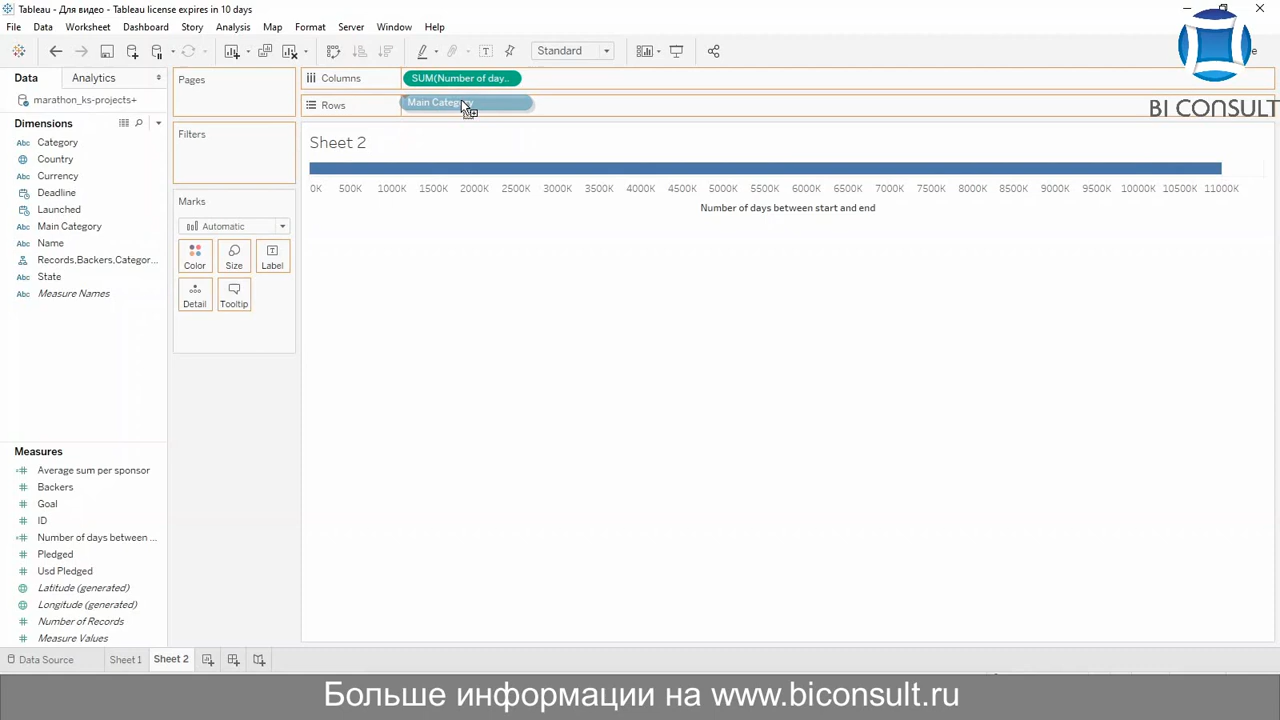 Tableau - Для видео - Tableau license expires in 10 days
File Data Worksheet Dashboard Story Analysis Map Format Server Window Help
Standard
Data Analytics
marathon_ks-projects+
Dimensions
Abc Category
Country
Abc Currency
Deadline
Launched
Abc Main Category
Abc Name
Records,Backers,Categor...
Abc State
Abc Measure Names
Measures
Average sum per sponsor
Backers
Goal
ID
Number of days between ...
Pledged
Usd Pledged
Latitude (generated)
Longitude (generated)
Number of Records
Measure Values
Pages
Filters
Marks
Automatic
Color Size Label
Detail Tooltip
Columns SUM(Number of day..
Rows Main Category
BI CONSULT
Sheet 2
0K 500K 1000K 1500K 2000K 2500K 3000K 3500K 4000K 4500K 5000K 5500K 6000K 6500K 7000K 7500K 8000K 8500K 9000K 9500K 10000K 10500K 11000K
Number of days between start and end
Data Source Sheet 1 Sheet 2
Больше информации на www.biconsult.ru